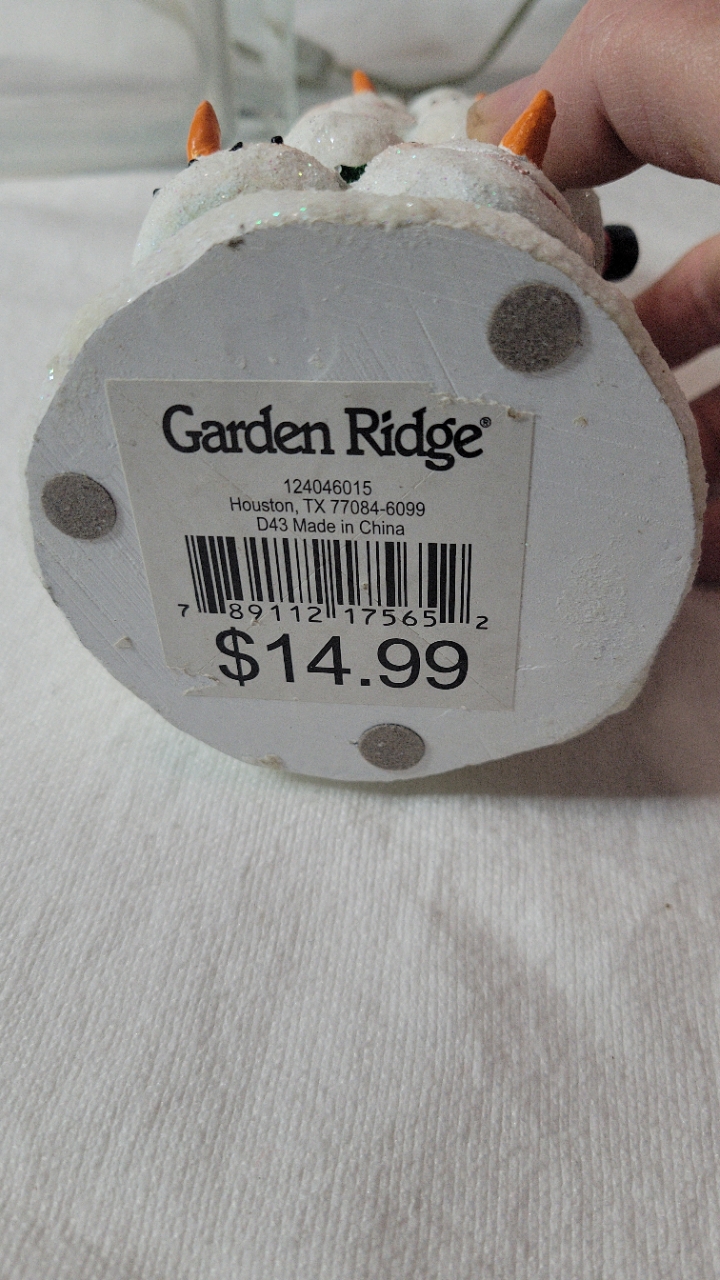 Garden Ridge®
124046015
Houston, TX 77084-6099
D43 Made in China
7 89112 17565 2
$14.99